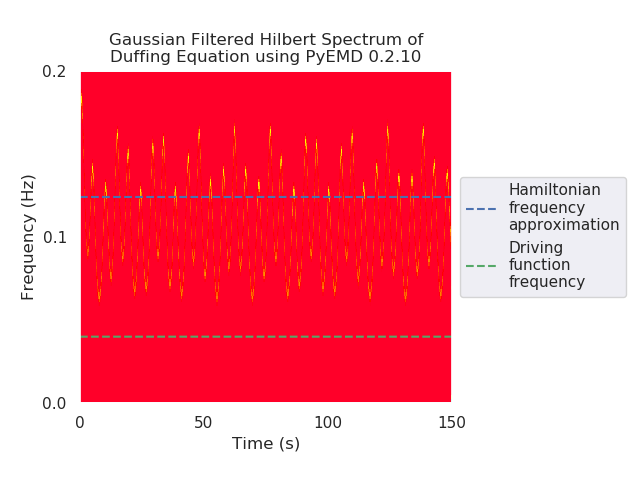 Gaussian Filtered Hilbert Spectrum of
Duffing Equation using PyEMD 0.2.10
0.2
0.1
0.0
Frequency (Hz)
0
50
100
150
Time (s)
Hamiltonian
frequency
approximation
Driving
function
frequency